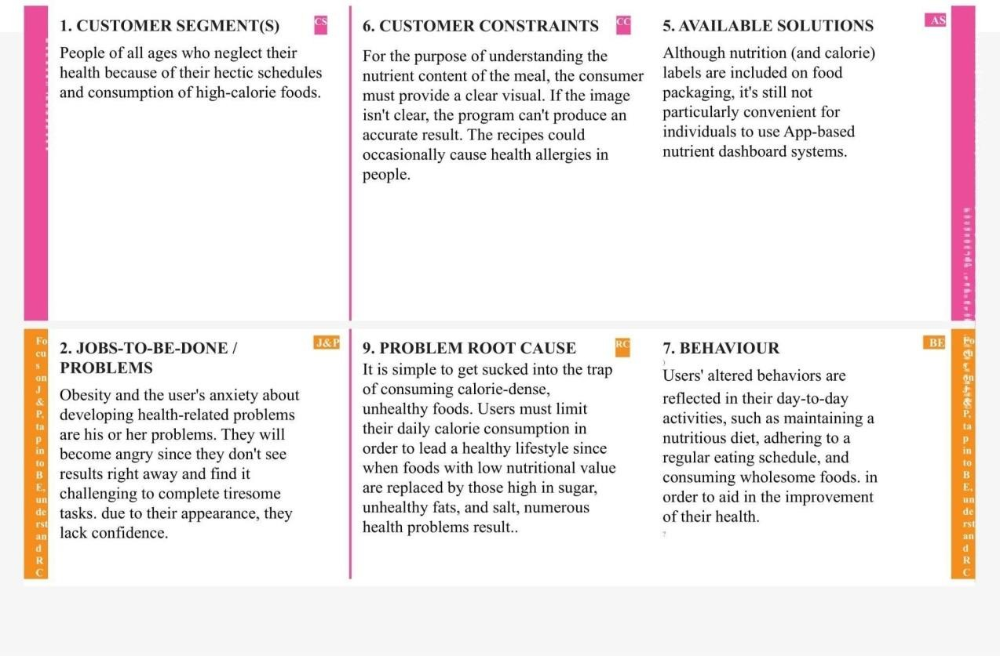 1. CUSTOMER SEGMENT(S)
CS
People of all ages who neglect their
health because of their hectic schedules
and consumption of high-calorie foods.
6. CUSTOMER CONSTRAINTS
CC
For the purpose of understanding the
nutrient content of the meal, the consumer
must provide a clear visual. If the image
isn't clear, the program can't produce an
accurate result. The recipes could
occasionally cause health allergies in
people.
5. AVAILABLE SOLUTIONS
AS
Although nutrition (and calorie)
labels are included on food
packaging, it's still not
particularly convenient for
individuals to use App-based
nutrient dashboard systems.
Fo
cu
s
on
J
&
P,
ta
p
in
to
B
E,
un
de
rst
an
d
R
C
2. JOBS-TO-BE-DONE /
PROBLEMS
J&P
Obesity and the user's anxiety about
developing health-related problems
are his or her problems. They will
become angry since they don't see
results right away and find it
challenging to complete tiresome
tasks. due to their appearance, they
lack confidence.
9. PROBLEM ROOT CAUSE
RC
It is simple to get sucked into the trap
of consuming calorie-dense,
unhealthy foods. Users must limit
their daily calorie consumption in
order to lead a healthy lifestyle since
when foods with low nutritional value
are replaced by those high in sugar,
unhealthy fats, and salt, numerous
health problems result..
7. BEHAVIOUR
BE
)
Users' altered behaviors are
reflected in their day-to-day
activities, such as maintaining a
nutritious diet, adhering to a
regular eating schedule, and
consuming wholesome foods. in
order to aid in the improvement
of their health.
?
P,
ta
p
in
to
B
E,
un
de
rst
an
d
R
C